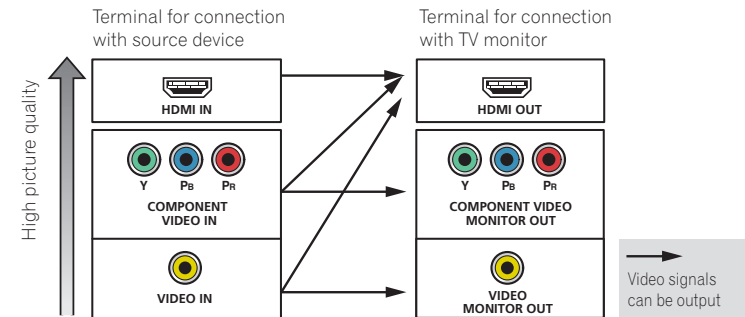 Terminal for connection
with source device
Terminal for connection
with TV monitor
High picture quality
HDMI IN
HDMI OUT
Y PB PR
COMPONENT
VIDEO IN
Y PB PR
COMPONENT VIDEO
MONITOR OUT
VIDEO IN
VIDEO
MONITOR OUT
Video signals
can be output